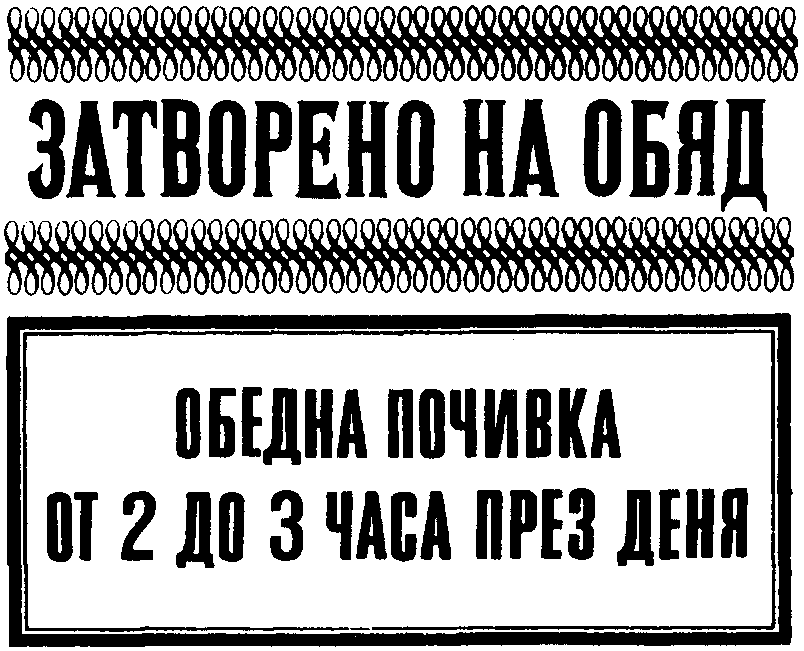 ЗАТВОРЕНО НА ОБЯД
ОБЕДНА ПОЧИВКА
ОТ 2 ДО 3 ЧАСА ПРЕЗ ДЕНЯ